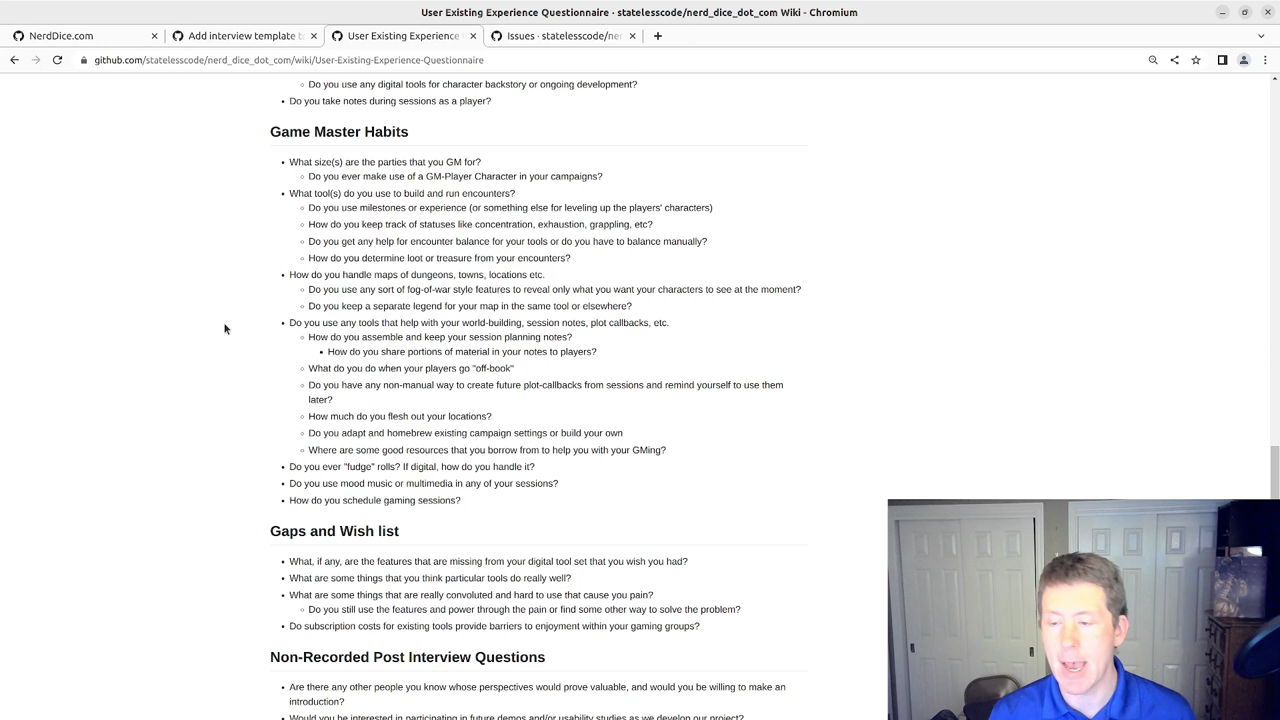 User Existing Experience Questionnaire · statelesscode/nerd_dice_dot_com Wiki - Chromium
NerdDice.com
Add interview template t
User Existing Experience
Issues · statelesscode/ner
github.com/statelesscode/nerd_dice_dot_com/wiki/User-Existing-Experience-Questionnaire
Do you use any digital tools for character backstory or ongoing development?
Do you take notes during sessions as a player?
Game Master Habits
What size(s) are the parties that you GM for?
Do you ever make use of a GM-Player Character in your campaigns?
What tool(s) do you use to build and run encounters?
Do you use milestones or experience (or something else for leveling up the players' characters)
How do you keep track of statuses like concentration, exhaustion, grappling, etc?
Do you get any help for encounter balance for your tools or do you have to balance manually?
How do you determine loot or treasure from your encounters?
How do you handle maps of dungeons, towns, locations etc.
Do you use any sort of fog-of-war style features to reveal only what you want your characters to see at the moment?
Do you keep a separate legend for your map in the same tool or elsewhere?
Do you use any tools that help with your world-building, session notes, plot callbacks, etc.
How do you assemble and keep your session planning notes?
How do you share portions of material in your notes to players?
What do you do when your players go "off-book"
Do you have any non-manual way to create future plot-callbacks from sessions and remind yourself to use them
later?
How much do you flesh out your locations?
Do you adapt and homebrew existing campaign settings or build your own
Where are some good resources that you borrow from to help you with your GMing?
Do you ever "fudge" rolls? If digital, how do you handle it?
Do you use mood music or multimedia in any of your sessions?
How do you schedule gaming sessions?
Gaps and Wish list
What, if any, are the features that are missing from your digital tool set that you wish you had?
What are some things that you think particular tools do really well?
What are some things that are really convoluted and hard to use that cause you pain?
Do you still use the features and power through the pain or find some other way to solve the problem?
Do subscription costs for existing tools provide barriers to enjoyment within your gaming groups?
Non-Recorded Post Interview Questions
Are there any other people you know whose perspectives would prove valuable, and would you be willing to make an
introduction?
Would you be interested in participating in future demos and/or usability studies as we develop our project?